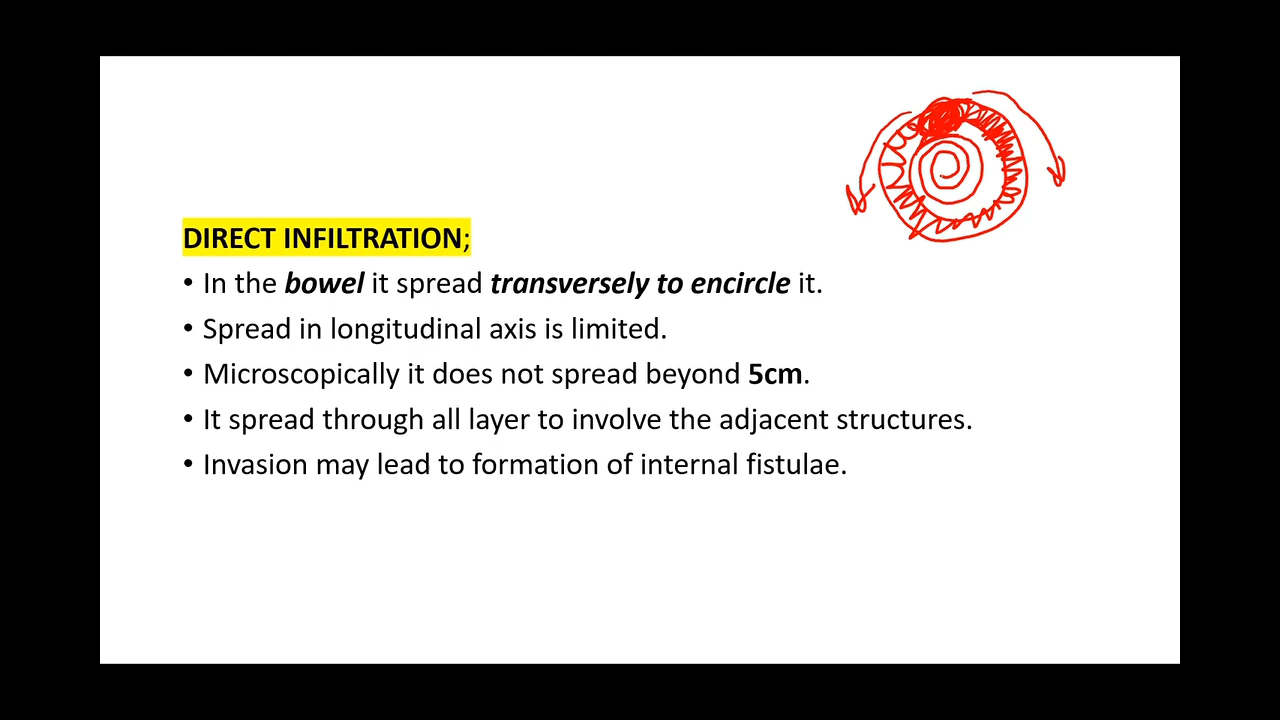 DIRECT INFILTRATION;
• In the bowel it spread transversely to encircle it.
• Spread in longitudinal axis is limited.
• Microscopically it does not spread beyond 5cm.
• It spread through all layer to involve the adjacent structures.
• Invasion may lead to formation of internal fistulae.